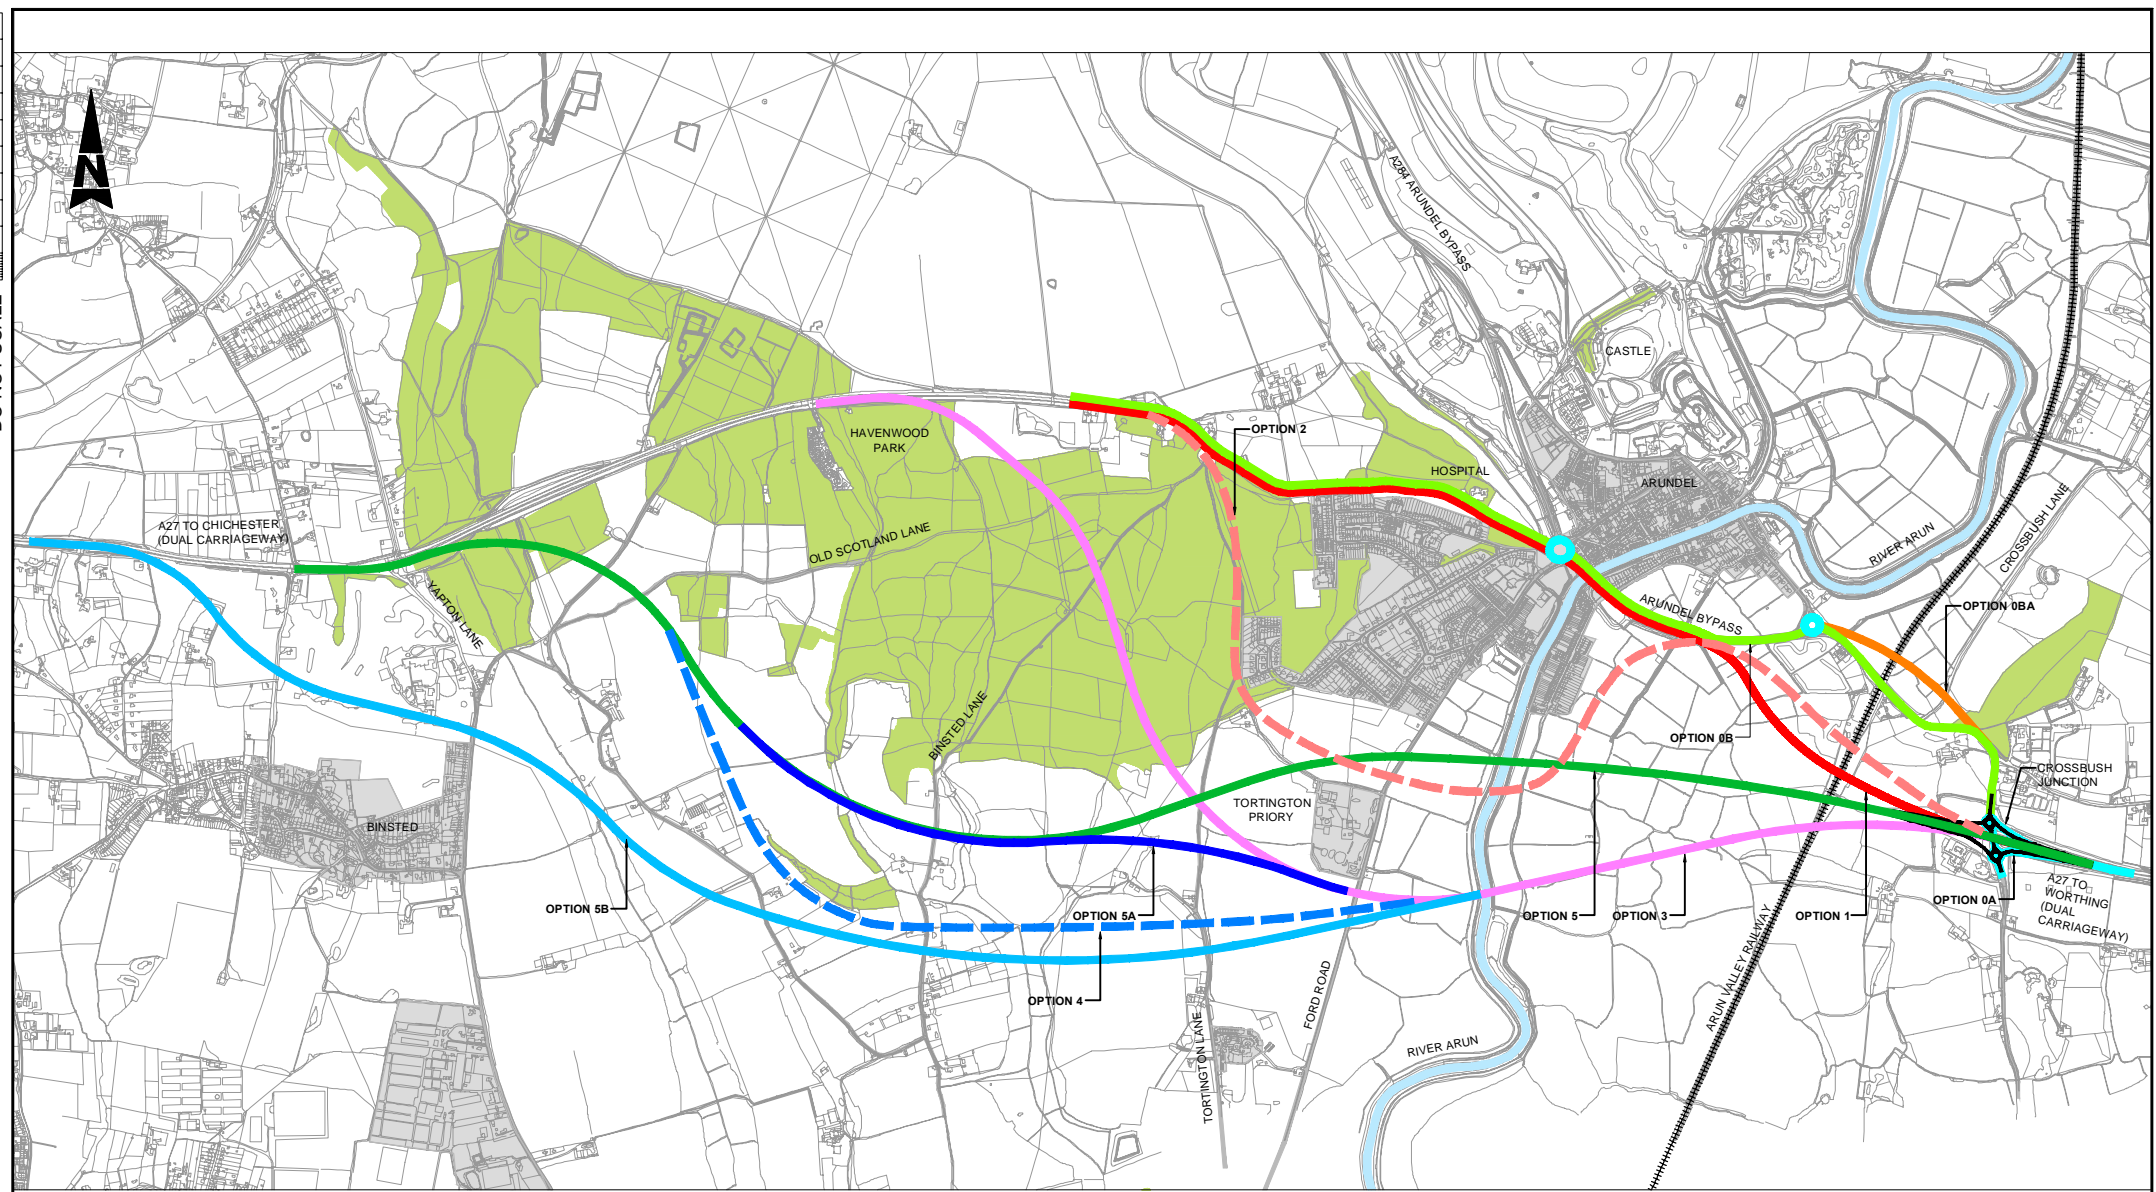 N
A284 ARUNDEL BYPASS
CASTLE
HAVENWOOD
PARK
OPTION 2
HOSPITAL
ARUNDEL
A27 TO CHICHESTER
(DUAL CARRIAGEWAY)
OLD SCOTLAND LANE
RIVER ARUN
CROSSBUSH LANE
YAPTON LANE
ARUNDEL BYPASS
OPTION 0BA
BINSTED LANE
OPTION 0B
CROSSBUSH
JUNCTION
TORTINGTON
PRIORY
BINSTED
OPTION 5B
OPTION 5A
OPTION 5
OPTION 3
OPTION 1
OPTION 0A
A27 TO
WORTHING
(DUAL
CARRIAGEWAY)
OPTION 4
FORD ROAD
ARUN VALLEY RAILWAY
TORTINGTON LANE
RIVER ARUN